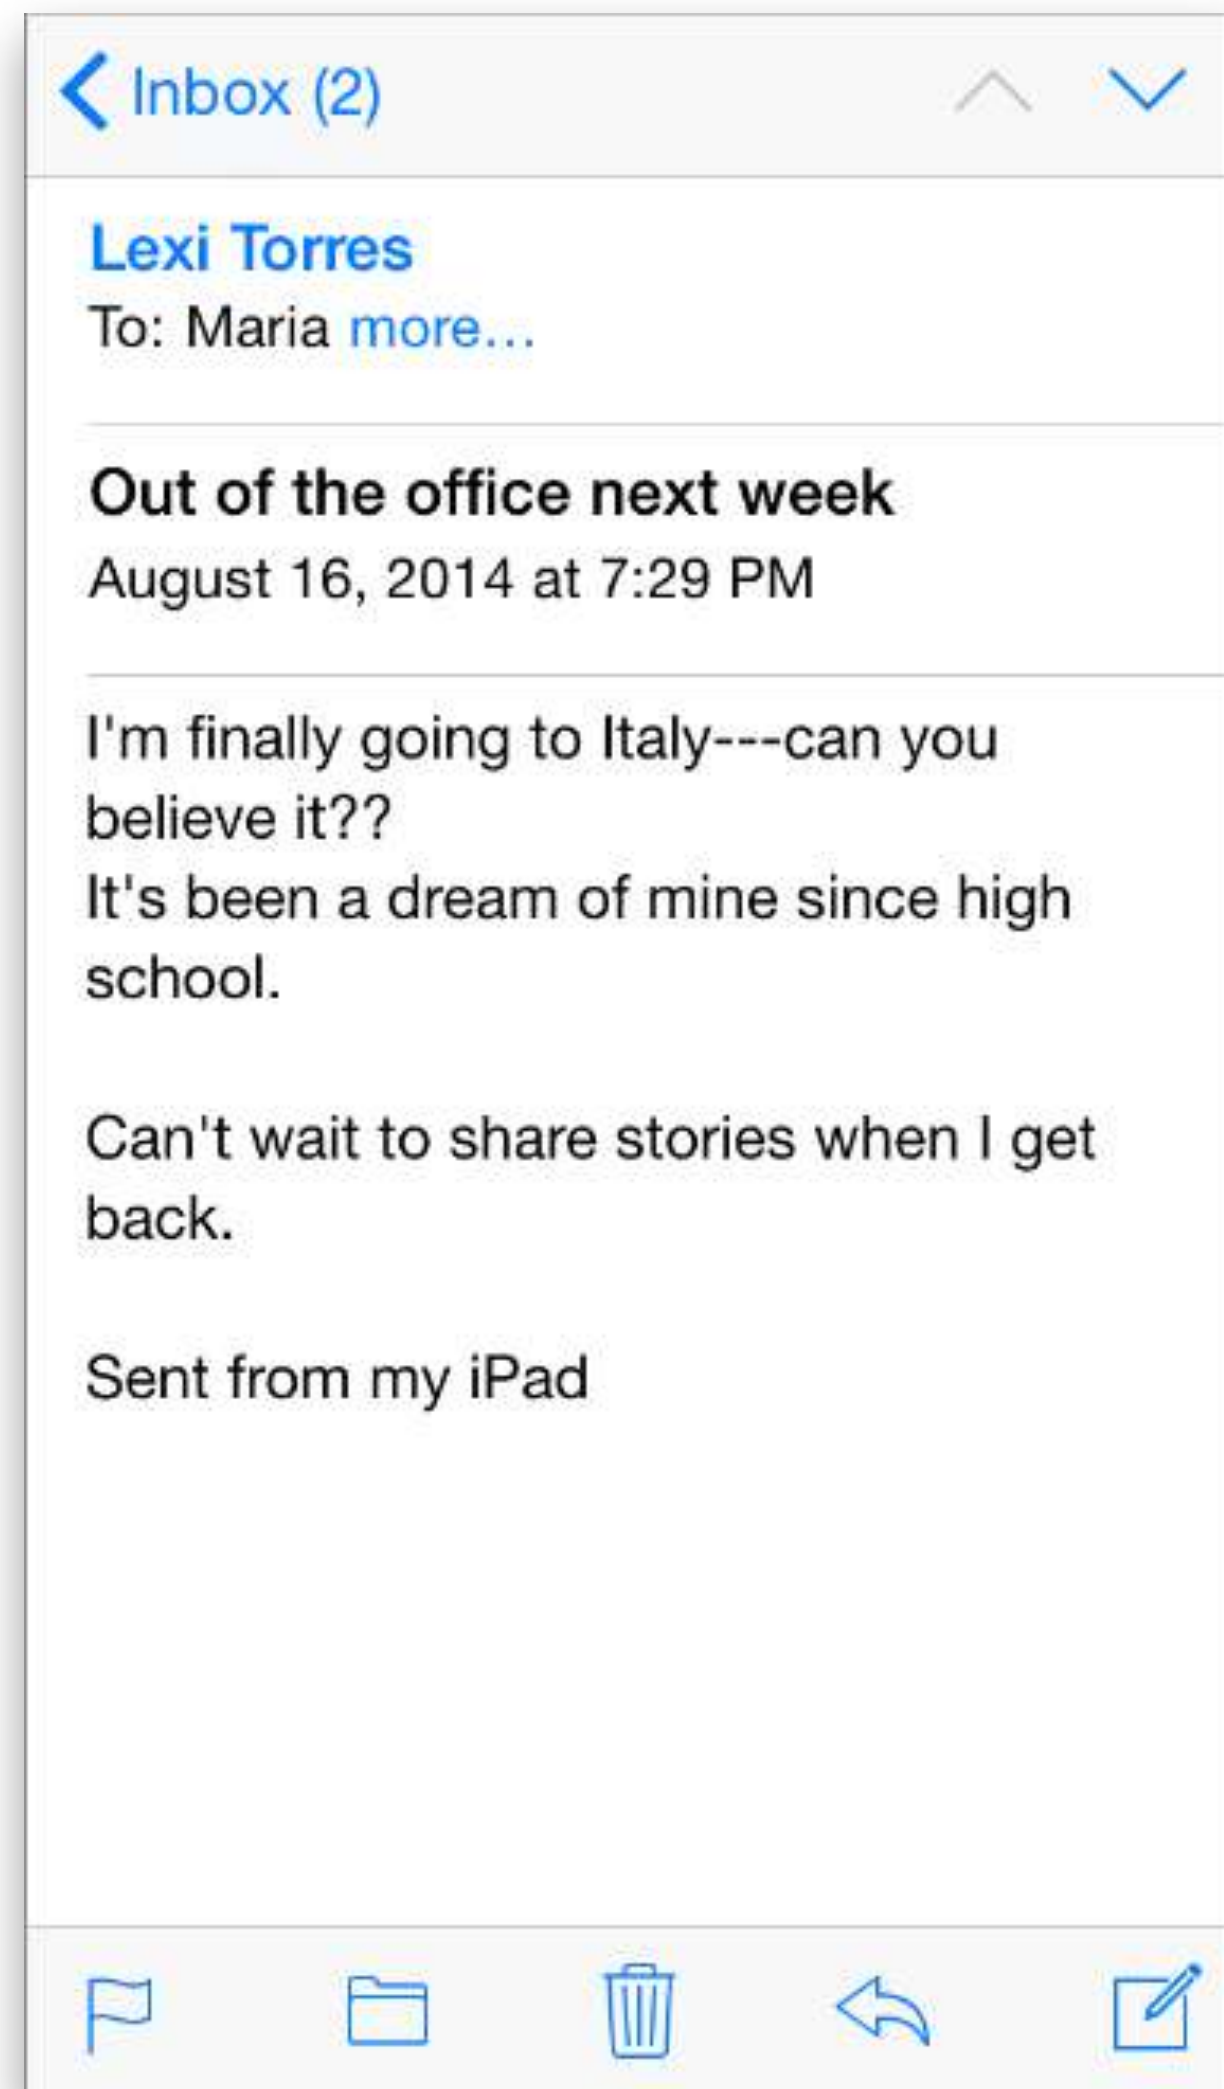 Inbox (2)
Lexi Torres
To: Maria more...
Out of the office next week
August 16, 2014 at 7:29 PM
I'm finally going to Italy---can you
believe it??
It's been a dream of mine since high
school.
Can't wait to share stories when I get
back.
Sent from my iPad